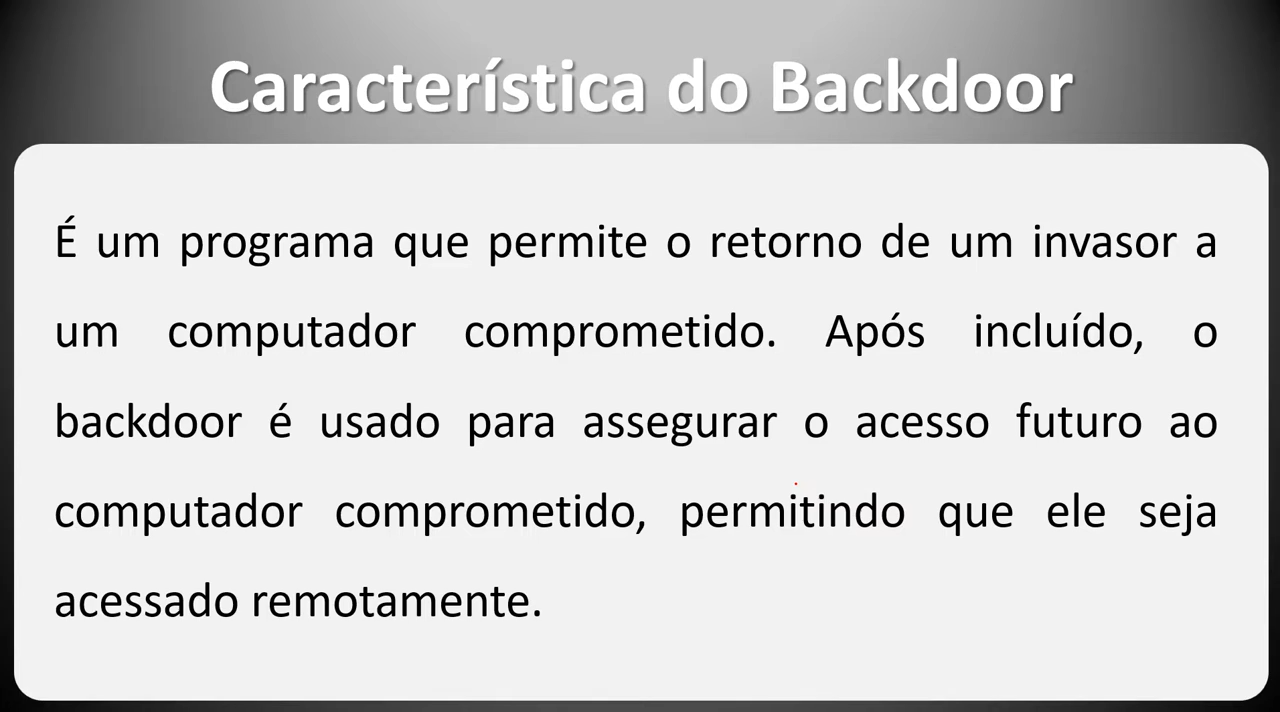 Característica do Backdoor
É um programa que permite o retorno de um invasor a
um computador comprometido. Após incluído, o
backdoor é usado para assegurar o acesso futuro ao
computador comprometido, permitindo que ele seja
acessado remotamente.